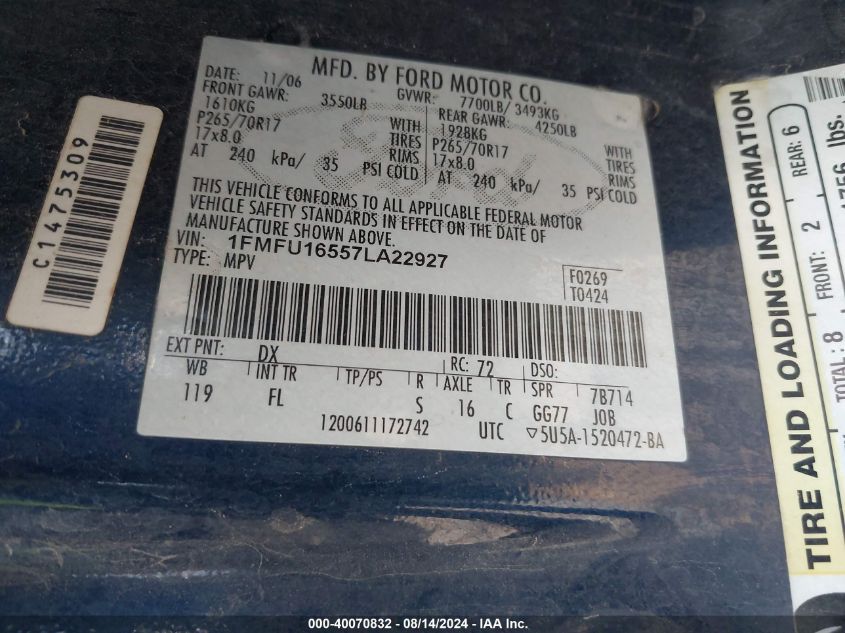 C1475309
DATE: 11/06 MFD. BY FORD MOTOR CO.
FRONT GAWR: 3550LB GVWR: 7700LB/ 3493KG
1610KG WITH REAR GAWR: 4250LB
P265/70R17 TIRES 1928KG WITH
17x8.0 RIMS P265/70R17 TIRES
AT 240 kPa/ 35 PSI COLD 17x8.0 RIMS
AT 240 kPa/ 35 PSI COLD
THIS VEHICLE CONFORMS TO ALL APPLICABLE FEDERAL MOTOR
VEHICLE SAFETY STANDARDS IN EFFECT ON THE DATE OF
MANUFACTURE SHOWN ABOVE.
VIN: 1FMFU16557LA22927
TYPE: MPV
F0269
T0424
EXT PNT: DX RC: 72 DSO:
WB INT TR TP/PS R AXLE TR SPR 7B714
119 FL S 16 C GG77 JOB
1200611172742 UTC ▽5U5A-1520472-BA
TIRE AND LOADING INFORMATION
TOTAL: 8 FRONT: 2 REAR: 6
lbs.
000-40070832 - 08/14/2024 - IAA Inc.